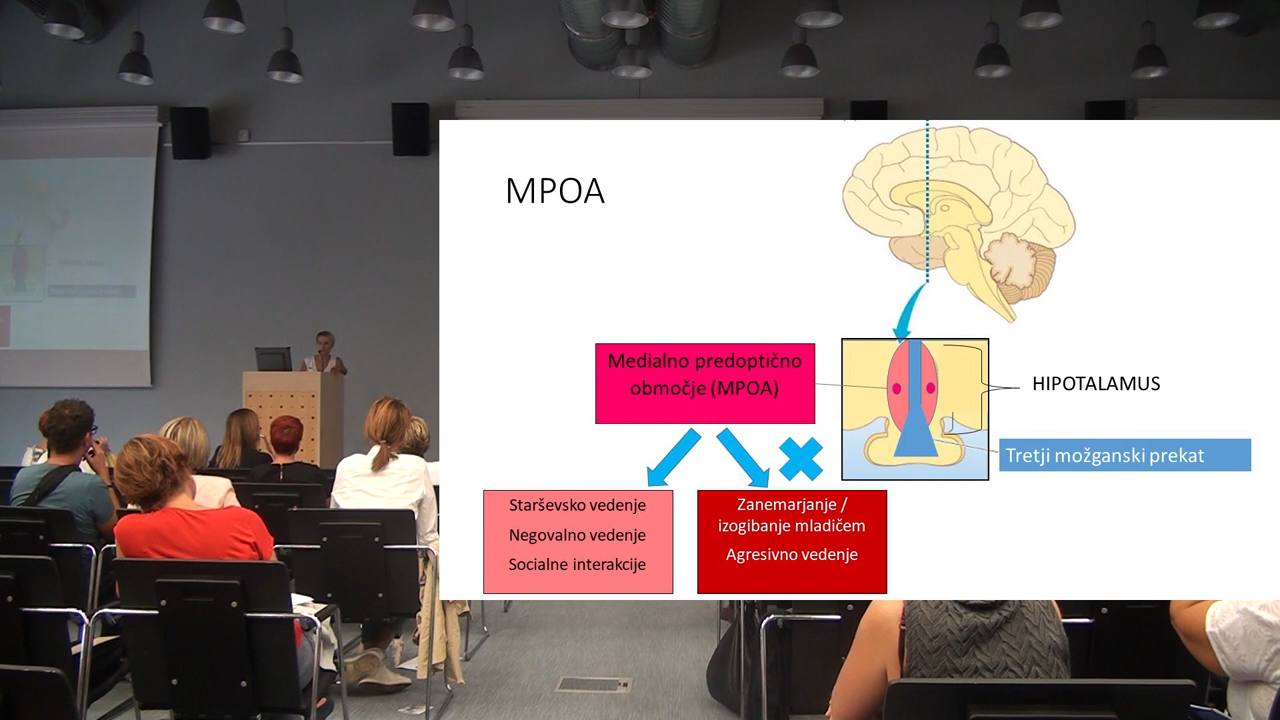 MPOA
Medialno predoptično
območje (MPOA)
HIPOTALAMUS
Tretji možganski prekat
Starševsko vedenje
Negovalno vedenje
Socialne interakcije
Zanemarjanje /
izogibanje mladičem
Agresivno vedenje